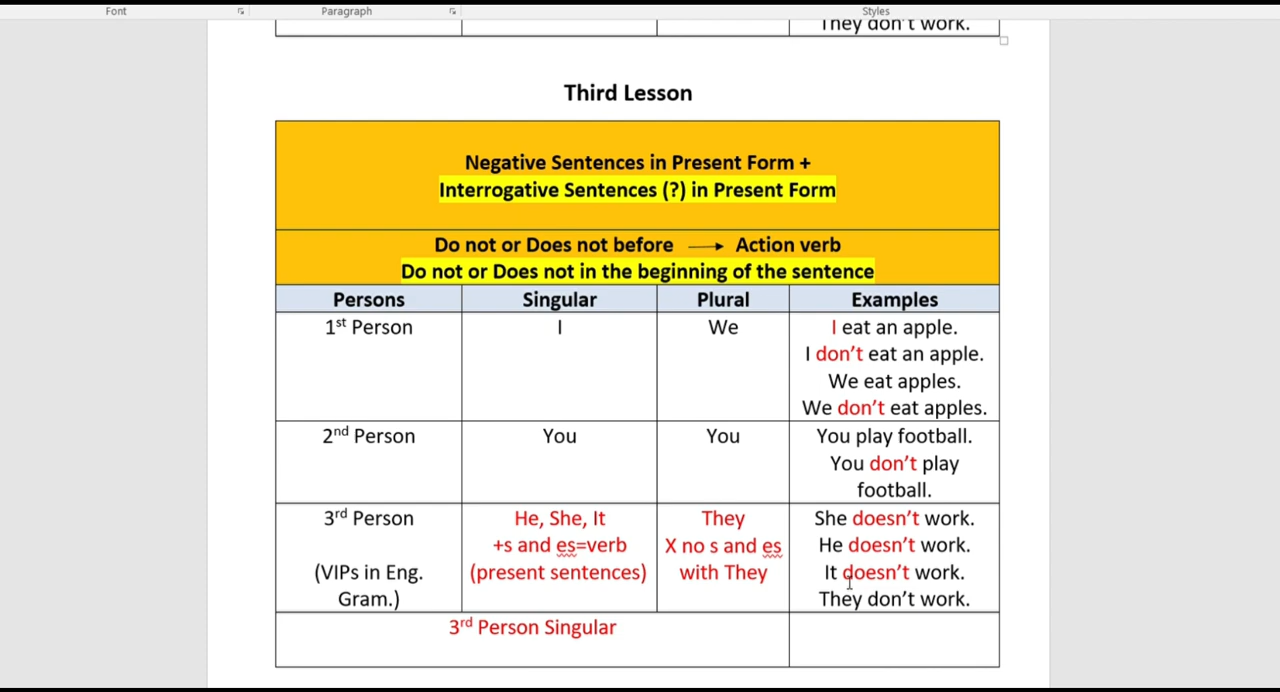 Font Paragraph Styles
They don't work.
Third Lesson
Negative Sentences in Present Form +
Interrogative Sentences (?) in Present Form
Do not or Does not before → Action verb
Do not or Does not in the beginning of the sentence
Persons Singular Plural Examples
1st Person I We I eat an apple.
I don't eat an apple.
We eat apples.
We don't eat apples.
2nd Person You You You play football.
You don't play
football.
3rd Person He, She, It They She doesn't work.
+s and es=verb X no s and es He doesn't work.
(VIPs in Eng. (present sentences) with They It doesn't work.
Gram.) They don't work.
3rd Person Singular